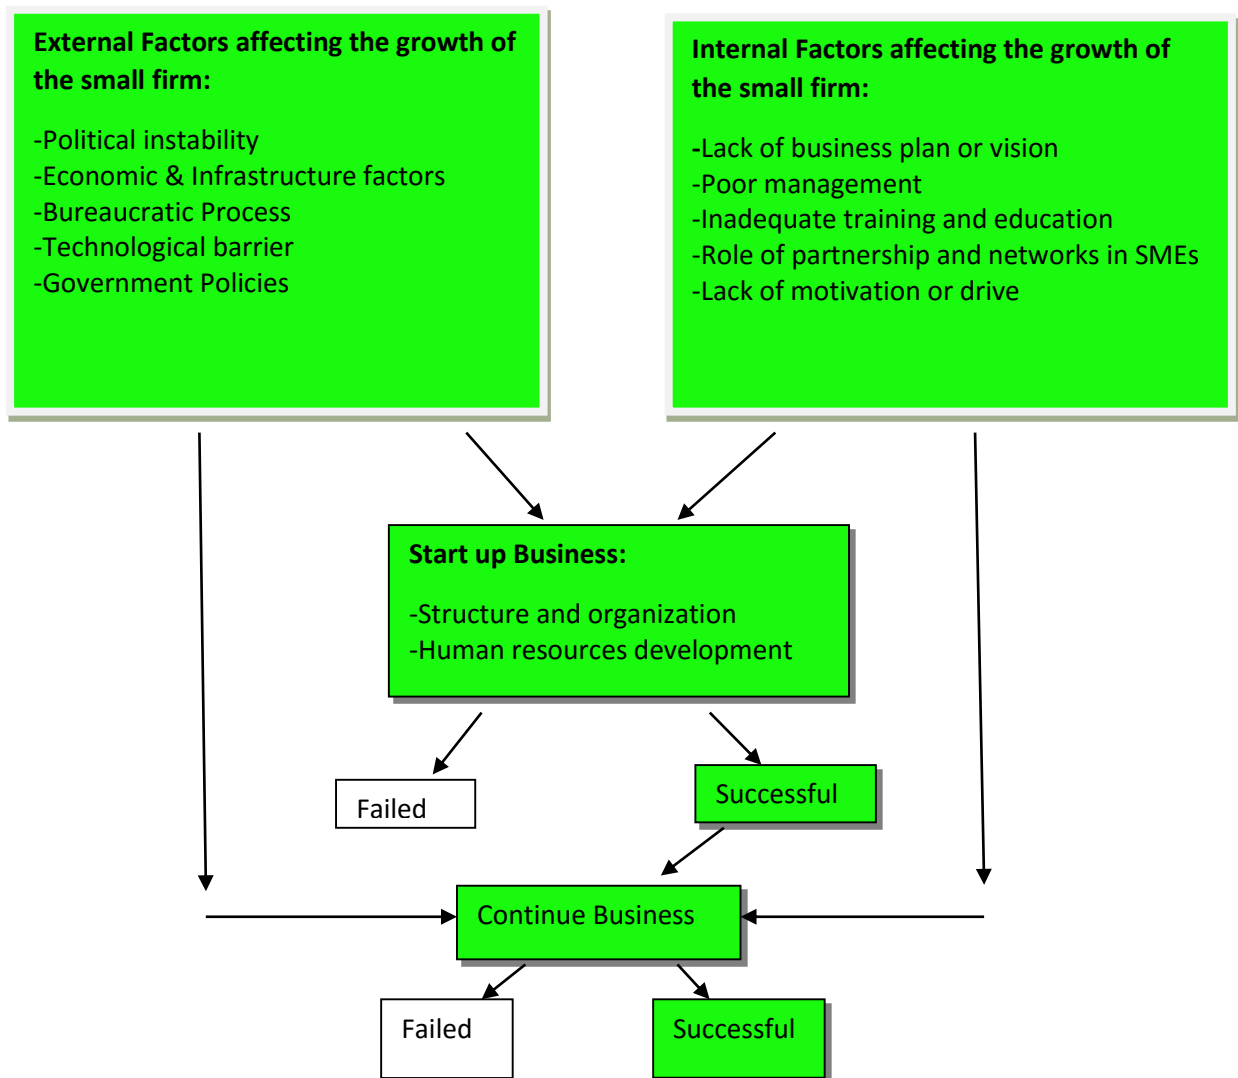 External Factors affecting the growth of
the small firm:
-Political instability
-Economic & Infrastructure factors
-Bureaucratic Process
-Technological barrier
-Government Policies
Internal Factors affecting the growth of
the small firm:
-Lack of business plan or vision
-Poor management
-Inadequate training and education
-Role of partnership and networks in SMEs
-Lack of motivation or drive
Start up Business:
-Structure and organization
-Human resources development
Failed
Successful
Continue Business
Failed
Successful